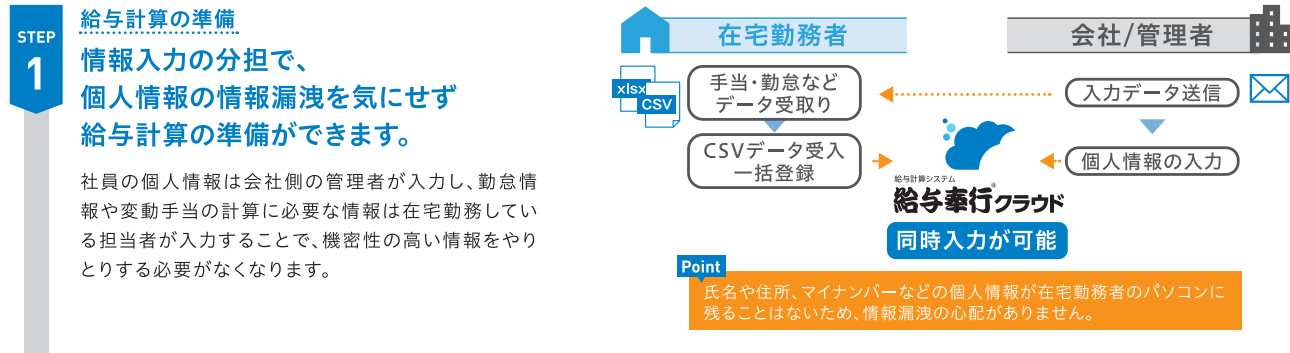 STEP
1
給与計算の準備
情報入力の分担で、
個人情報の情報漏洩を気にせず
給与計算の準備ができます。
社員の個人情報は会社側の管理者が入力し、勤怠情
報や変動手当の計算に必要な情報は在宅勤務してい
る担当者が入力することで、機密性の高い情報をやり
とりする必要がなくなります。
在宅勤務者
会社/管理者
xlsx
CSV
手当・勤怠など
データ受取り
入力データ送信
CSVデータ受入
一括登録
個人情報の入力
給与計算システム
給与奉行®クラウド
同時入力が可能
Point
氏名や住所、マイナンバーなどの個人情報が在宅勤務者のパソコンに
残ることはないため、情報漏洩の心配がありません。